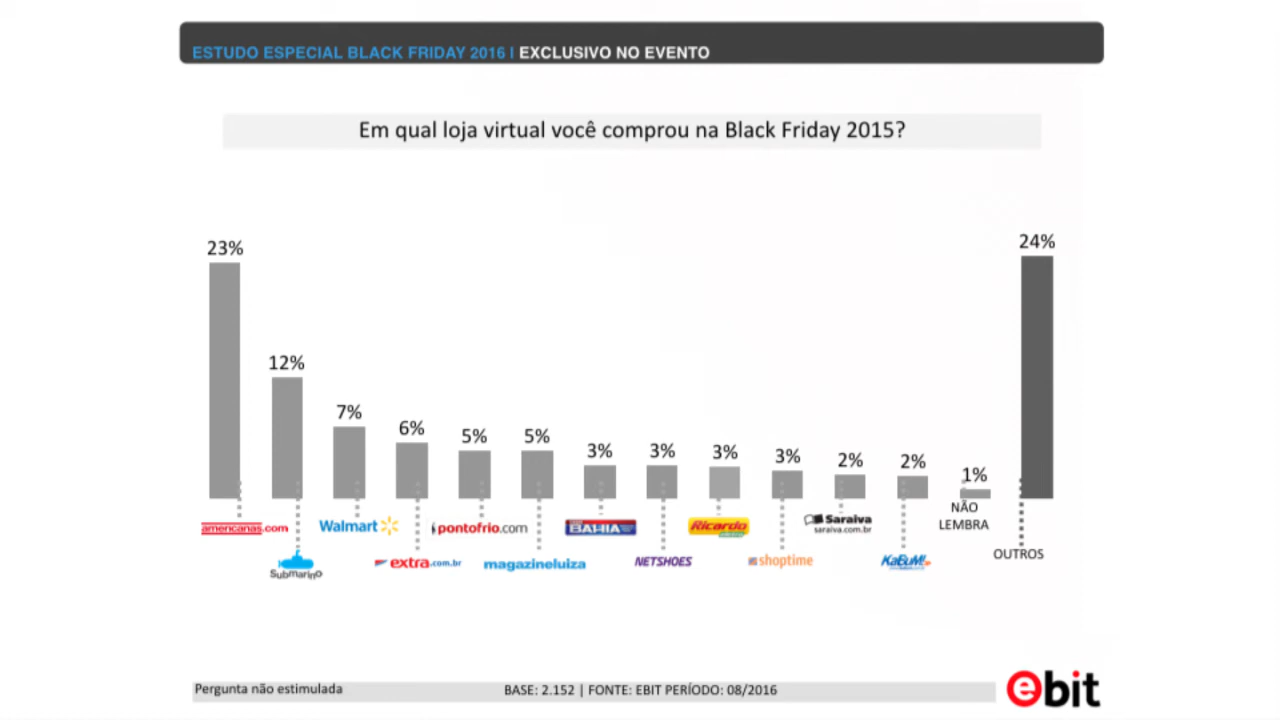 ESTUDO ESPECIAL BLACK FRIDAY 2016 | EXCLUSIVO NO EVENTO
Em qual loja virtual você comprou na Black Friday 2015?
23%
12%
7%
6%
5%
5%
3%
3%
3%
3%
2%
2%
1%
24%
americanas.com
Submarino
Walmart
extra.com.br
pontofrio.com
magazineluiza
BAHIA
NETSHOES
Ricardo
shoptime
Saraiva
saraiva.com.br
KaBuM!
NÃO
LEMBRA
OUTROS
Pergunta não estimulada
BASE: 2.152 | FONTE: EBIT PERÍODO: 08/2016
ebit